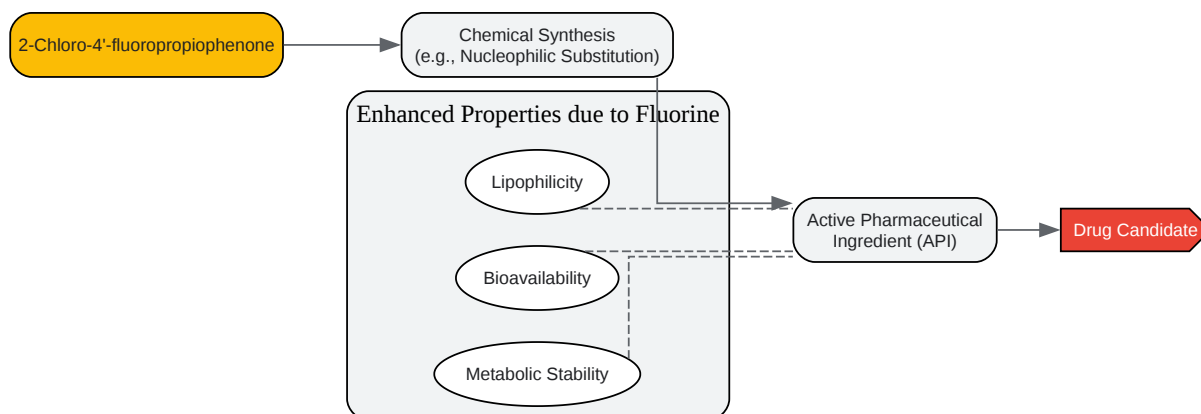 2-Chloro-4'-fluoropropiophenone
Chemical Synthesis
(e.g., Nucleophilic Substitution)
Enhanced Properties due to Fluorine
Lipophilicity
Bioavailability
Metabolic Stability
Active Pharmaceutical
Ingredient (API)
Drug Candidate